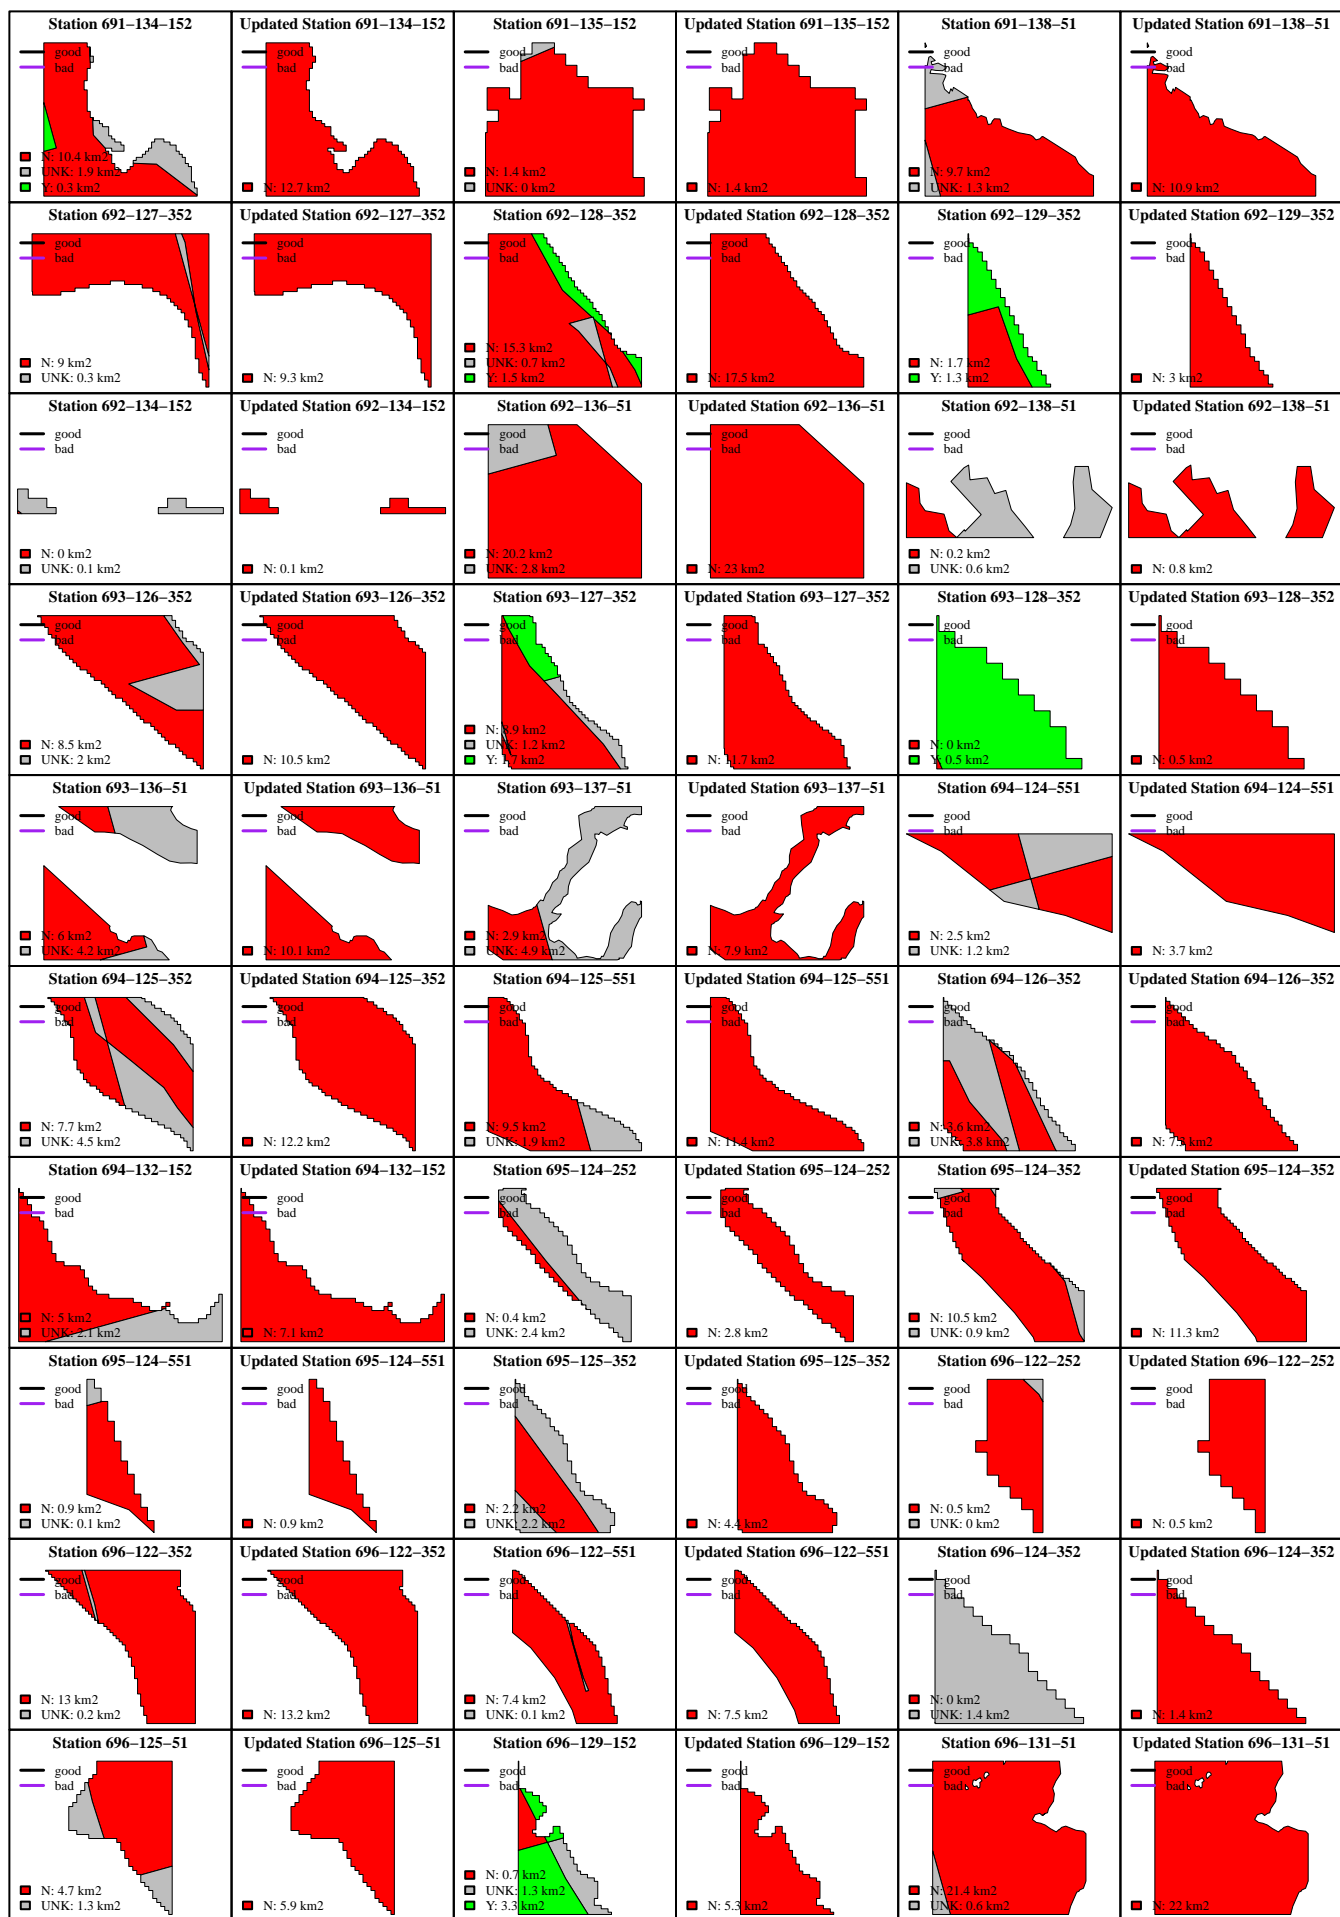 Station 691−134−152
good
bad
N: 10.4 km2
UNK: 1.9 km2
Y: 0.3 km2
Updated Station 691−134−152
good
bad
N: 12.7 km2
Station 691−135−152
good
bad
N: 1.4 km2
UNK: 0 km2
Updated Station 691−135−152
good
bad
N: 1.4 km2
Station 691−138−51
good
bad
N: 9.7 km2
UNK: 1.3 km2
Updated Station 691−138−51
good
bad
N: 10.9 km2
Station 692−127−352
good
bad
N: 9 km2
UNK: 0.3 km2
Updated Station 692−127−352
good
bad
N: 9.3 km2
Station 692−128−352
good
bad
N: 15.3 km2
UNK: 0.7 km2
Y: 1.5 km2
Updated Station 692−128−352
good
bad
N: 17.5 km2
Station 692−129−352
good
bad
N: 1.7 km2
Y: 1.3 km2
Updated Station 692−129−352
good
bad
N: 3 km2
Station 692−134−152
good
bad
N: 0 km2
UNK: 0.1 km2
Updated Station 692−134−152
good
bad
N: 0.1 km2
Station 692−136−51
good
bad
N: 20.2 km2
UNK: 2.8 km2
Updated Station 692−136−51
good
bad
N: 23 km2
Station 692−138−51
good
bad
N: 0.2 km2
UNK: 0.6 km2
Updated Station 692−138−51
good
bad
N: 0.8 km2
Station 693−126−352
good
bad
N: 8.5 km2
UNK: 2 km2
Updated Station 693−126−352
good
bad
N: 10.5 km2
Station 693−127−352
good
bad
N: 8.9 km2
UNK: 1.2 km2
Y: 1.7 km2
Updated Station 693−127−352
good
bad
N: 11.7 km2
Station 693−128−352
good
bad
N: 0 km2
Y: 0.5 km2
Updated Station 693−128−352
good
bad
N: 0.5 km2
Station 693−136−51
good
bad
N: 6 km2
UNK: 4.2 km2
Updated Station 693−136−51
good
bad
N: 10.1 km2
Station 693−137−51
good
bad
N: 2.9 km2
UNK: 4.9 km2
Updated Station 693−137−51
good
bad
N: 7.9 km2
Station 694−124−551
good
bad
N: 2.5 km2
UNK: 1.2 km2
Updated Station 694−124−551
good
bad
N: 3.7 km2
Station 694−125−352
good
bad
N: 7.7 km2
UNK: 4.5 km2
Updated Station 694−125−352
good
bad
N: 12.2 km2
Station 694−125−551
good
bad
N: 9.5 km2
UNK: 1.9 km2
Updated Station 694−125−551
good
bad
N: 11.4 km2
Station 694−126−352
good
bad
N: 3.6 km2
UNK: 3.8 km2
Updated Station 694−126−352
good
bad
km2
Station 694−132−152
good
bad
N: 5 km2
UNK: 2.1 km2
Updated Station 694−132−152
good
bad
N: 7.1 km2
Station 695−124−252
good
bad
N: 0.4 km2
UNK: 2.4 km2
Updated Station 695−124−252
good
bad
N: 2.8 km2
Station 695−124−352
good
bad
N: 10.5 km2
UNK: 0.9 km2
Updated Station 695−124−352
good
bad
N: 11.3 km2
Station 695−124−551
good
bad
N: 0.9 km2
UNK: 0.1 km2
Updated Station 695−124−551
good
bad
N: 0.9 km2
Station 695−125−352
good
bad
N: 2.2 km2
UNK: 2.2 km2
Updated Station 695−125−352
good
bad
N: 4.4 km2
Station 696−122−252
good
bad
N: 0.5 km2
UNK: 0 km2
Updated Station 696−122−252
good
bad
N: 0.5 km2
Station 696−122−352
good
bad
N: 13 km2
UNK: 0.2 km2
Updated Station 696−122−352
good
bad
N: 13.2 km2
Station 696−122−551
good
bad
N: 7.4 km2
UNK: 0.1 km2
Updated Station 696−122−551
good
bad
N: 7.5 km2
Station 696−124−352
good
bad
N: 0 km2
UNK: 1.4 km2
Updated Station 696−124−352
good
bad
N: 1.4 km2
Station 696−125−51
good
bad
N: 4.7 km2
UNK: 1.3 km2
Updated Station 696−125−51
good
bad
N: 5.9 km2
Station 696−129−152
good
bad
N: 0.7 km2
UNK: 1.3 km2
Y: 3.3 km2
Updated Station 696−129−152
good
bad
N: 5.3 km2
Station 696−131−51
good
bad
N: 21.4 km2
UNK: 0.6 km2
Updated Station 696−131−51
good
bad
N: 22 km2